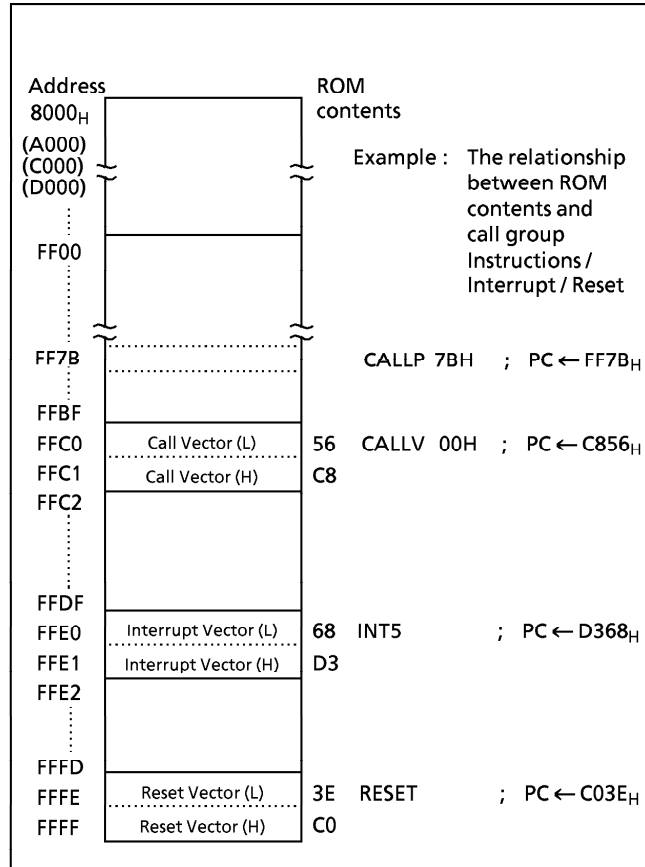 Address ROM
8000H contents
(A000)
(C000)
(D000)
Example : The relationship
between ROM
contents and
call group
Instructions /
Interrupt / Reset
FF00
FF7B CALLP 7BH ; PC ← FF7BH
FFBF
FFC0 Call Vector (L) 56 CALLV 00H ; PC ← C856H
FFC1 Call Vector (H) C8
FFC2
FFDF
FFE0 Interrupt Vector (L) 68 INT5 ; PC ← D368H
FFE1 Interrupt Vector (H) D3
FFE2
FFFD
FFFE Reset Vector (L) 3E RESET ; PC ← C03EH
FFFF Reset Vector (H) C0